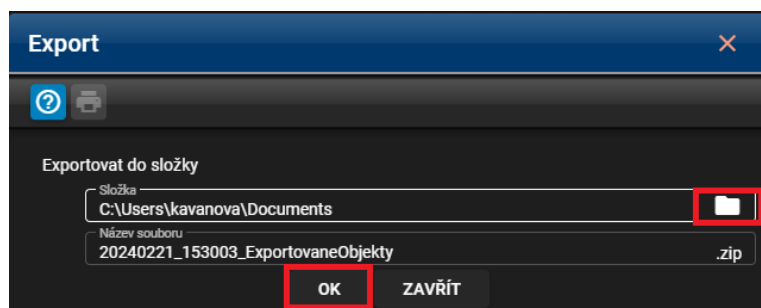 Export
Exportovat do složky
Složka
C:\Users\kavanova\Documents
Název souboru
20240221_153003_ExportovaneObjekty .zip
OK ZAVŘÍT